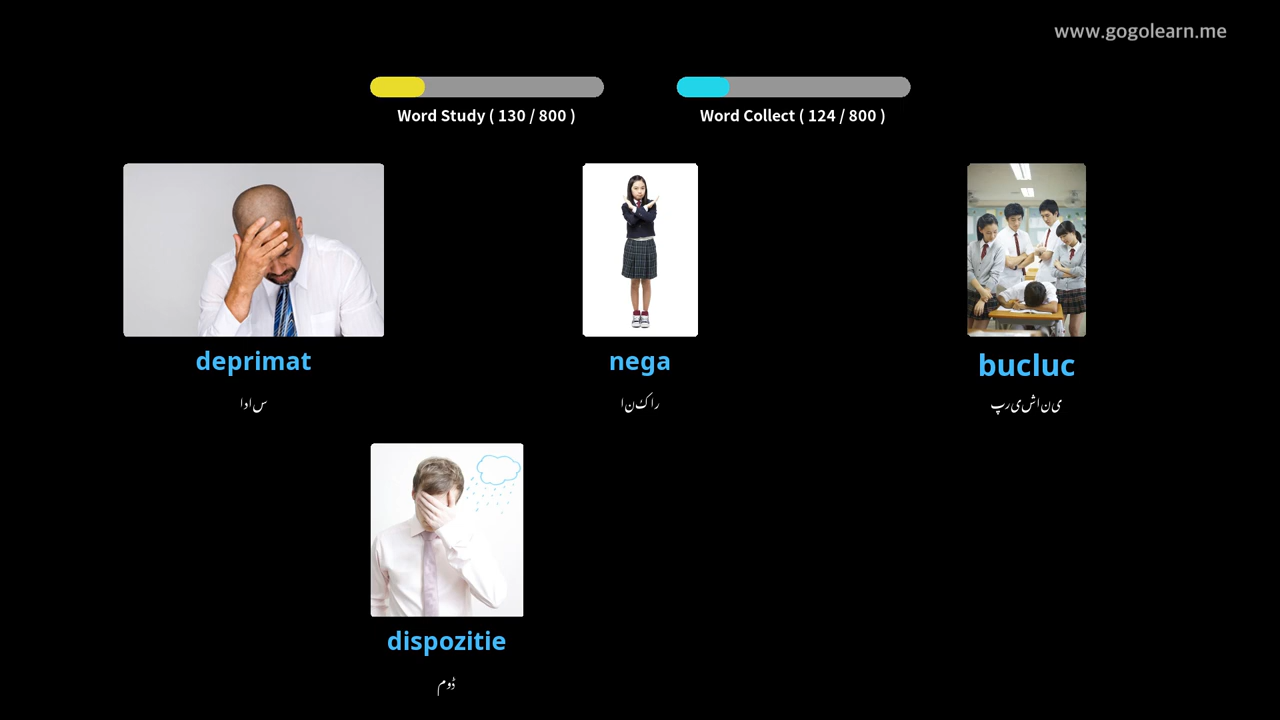 www.gogolearn.me
Word Study ( 130 / 800 )
Word Collect ( 124 / 800 )
deprimat
nega
bucluc
اداس
انکار
پریشانی
dispozitie
موڈ